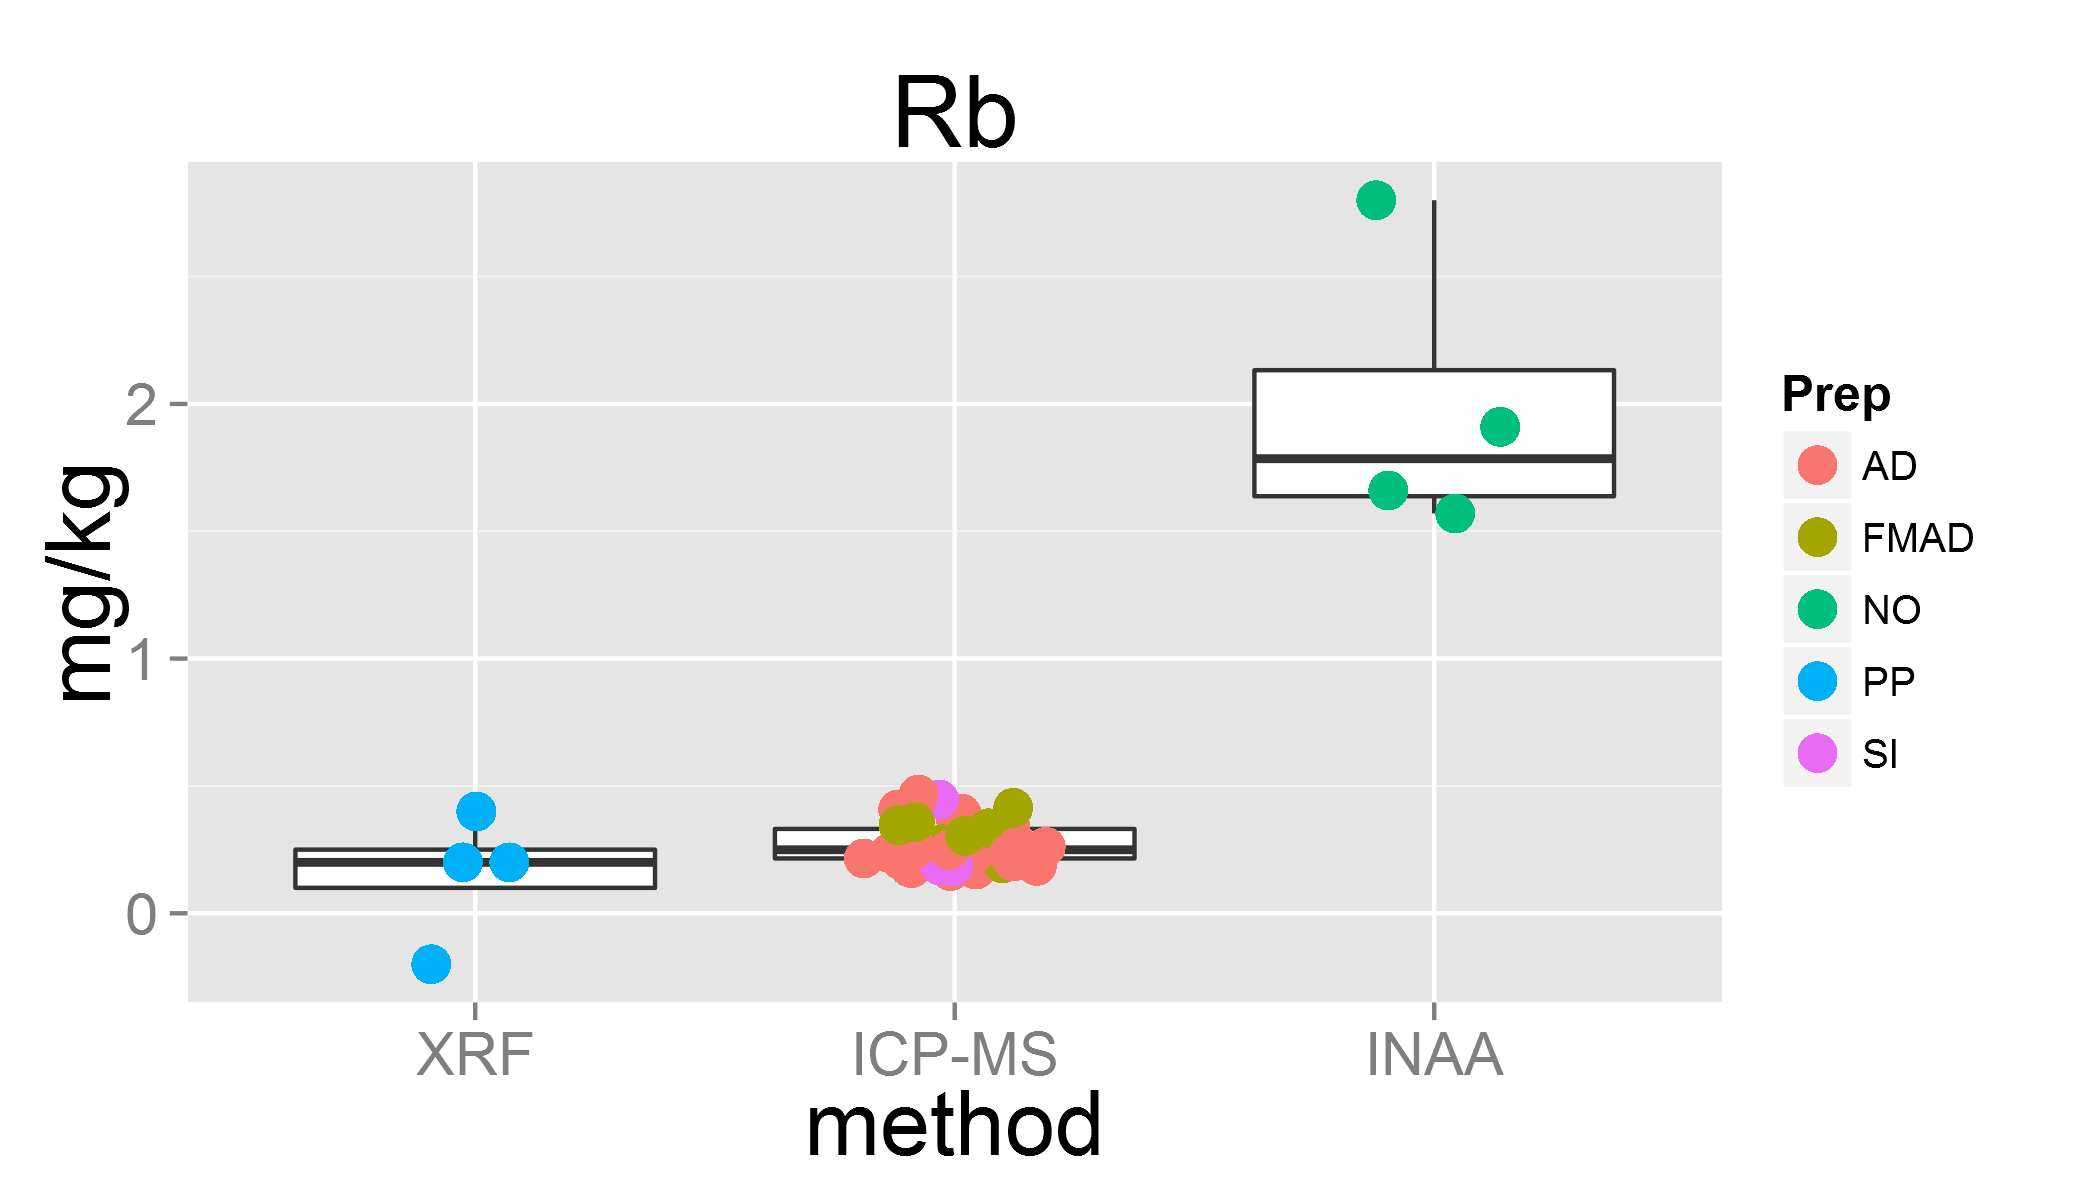 Rb
mg/kg
2
1
0
XRF
ICP-MS
INAA
method
Prep
AD
FMAD
NO
PP
SI